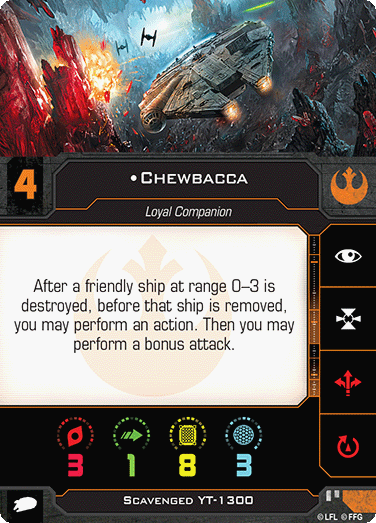 4
•Chewbacca
Loyal Companion
After a friendly ship at range 0–3 is
destroyed, before that ship is removed,
you may perform an action. Then you may
perform a bonus attack.
3 1 8 3
Scavenged YT-1300
©LFL ©FFG